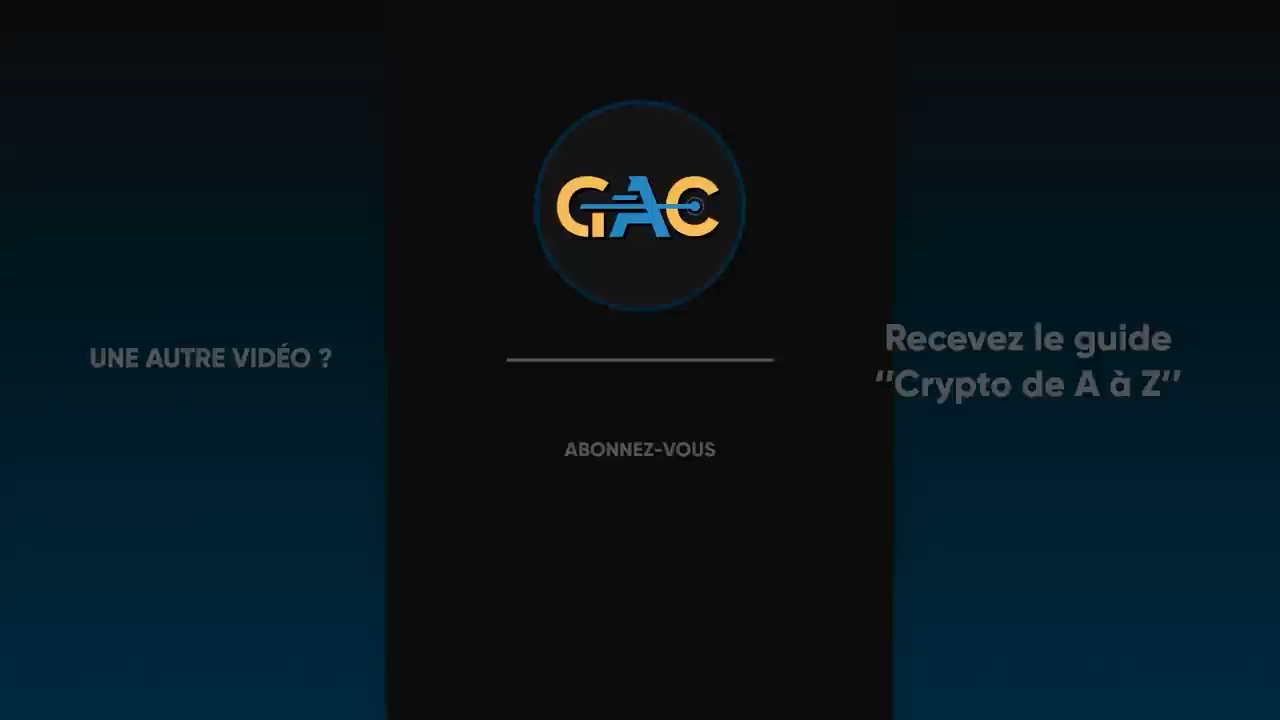 GAC
UNE AUTRE VIDÉO ?
ABONNEZ-VOUS
Recevez le guide
‘’Crypto de A à Z’’